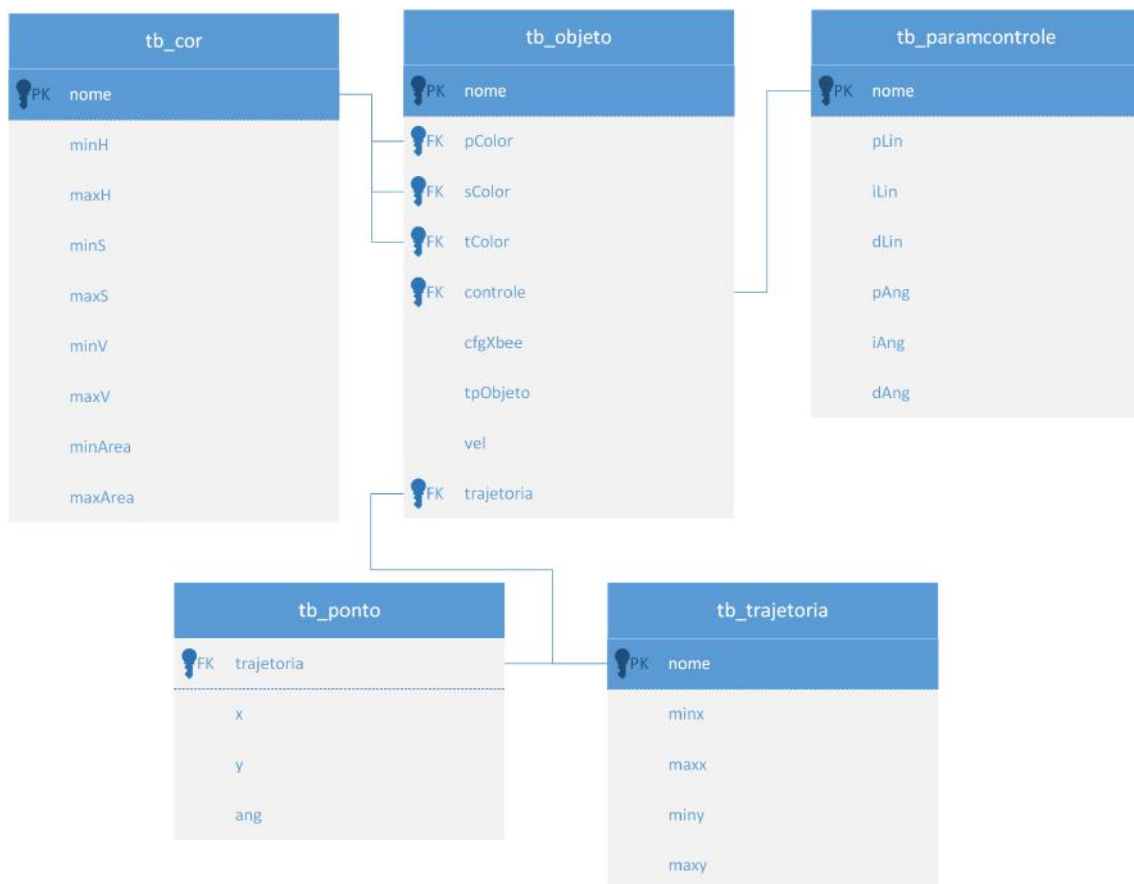 tb_cor
PK nome
minH
maxH
minS
maxS
minV
maxV
minArea
maxArea
tb_objeto
PK nome
FK pColor
FK sColor
FK tColor
FK controle
cfgXbee
tpObjeto
vel
FK trajetoria
tb_paramcontrole
PK nome
pLin
iLin
dLin
pAng
iAng
dAng
tb_ponto
FK trajetoria
x
y
ang
tb_trajetoria
PK nome
minx
maxx
miny
maxy